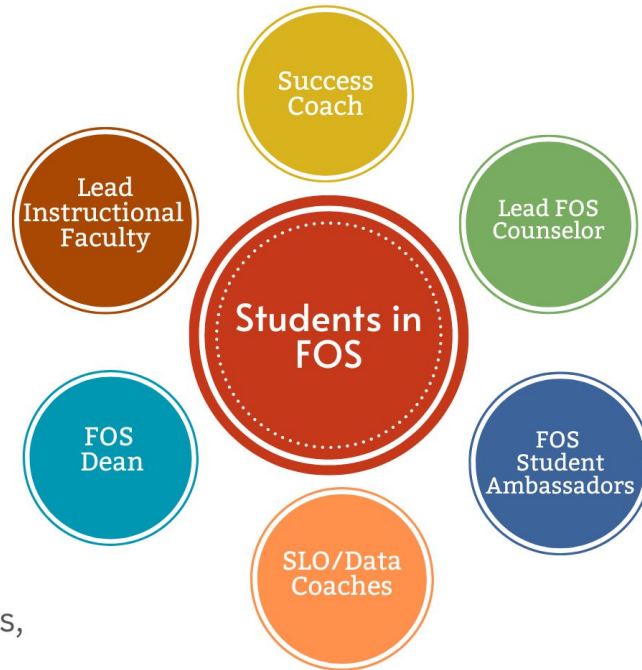 Success
Coach
Lead
Instructional
Faculty
Lead FOS
Counselor
Students in
FOS
FOS
Dean
FOS
Student
Ambassadors
SLO/Data
Coaches
s,